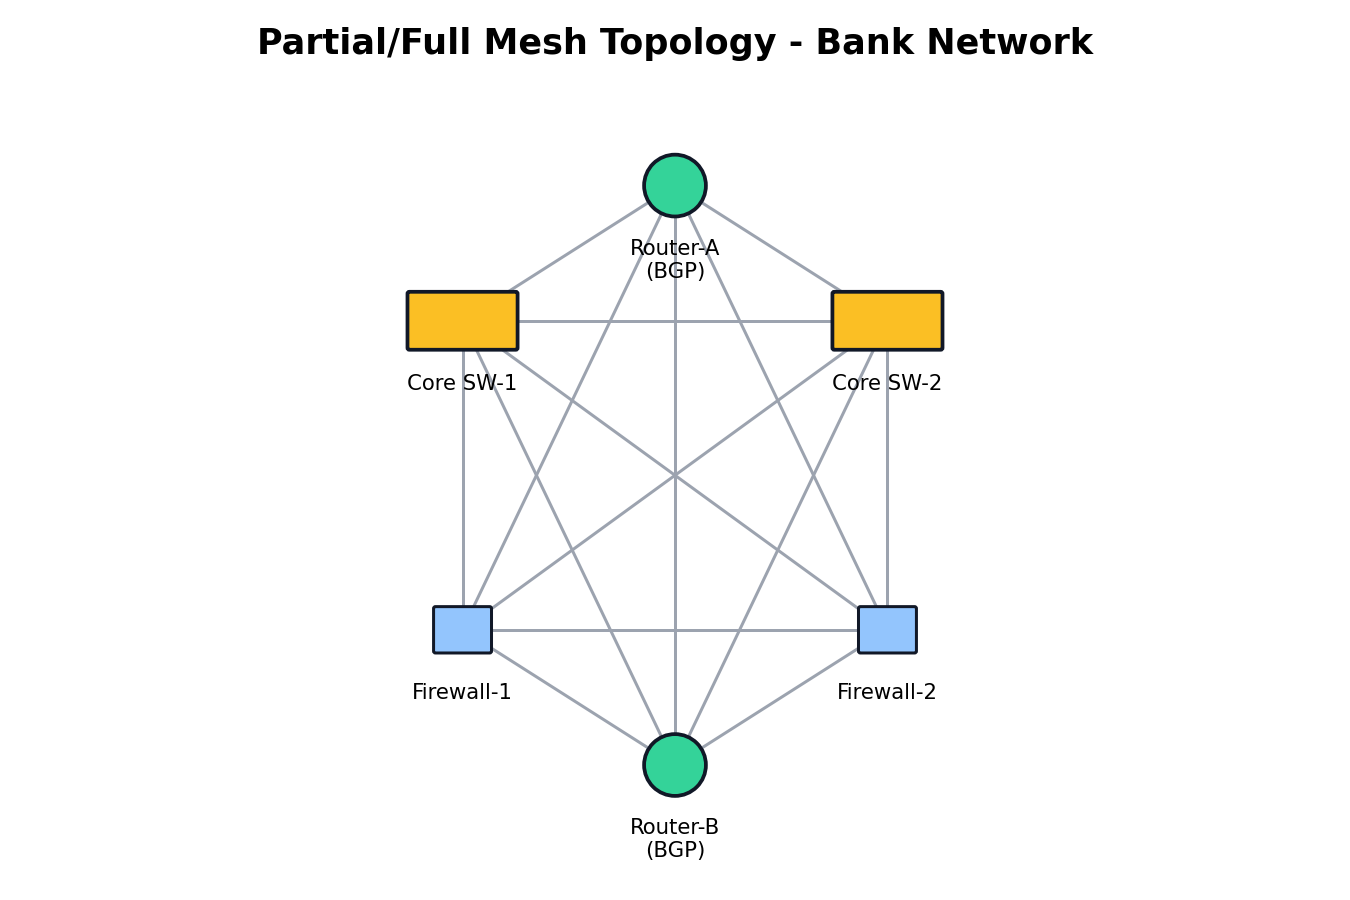 Partial/Full Mesh Topology - Bank Network
Router-A
(BGP)
Core SW-1
Core SW-2
Firewall-1
Firewall-2
Router-B
(BGP)